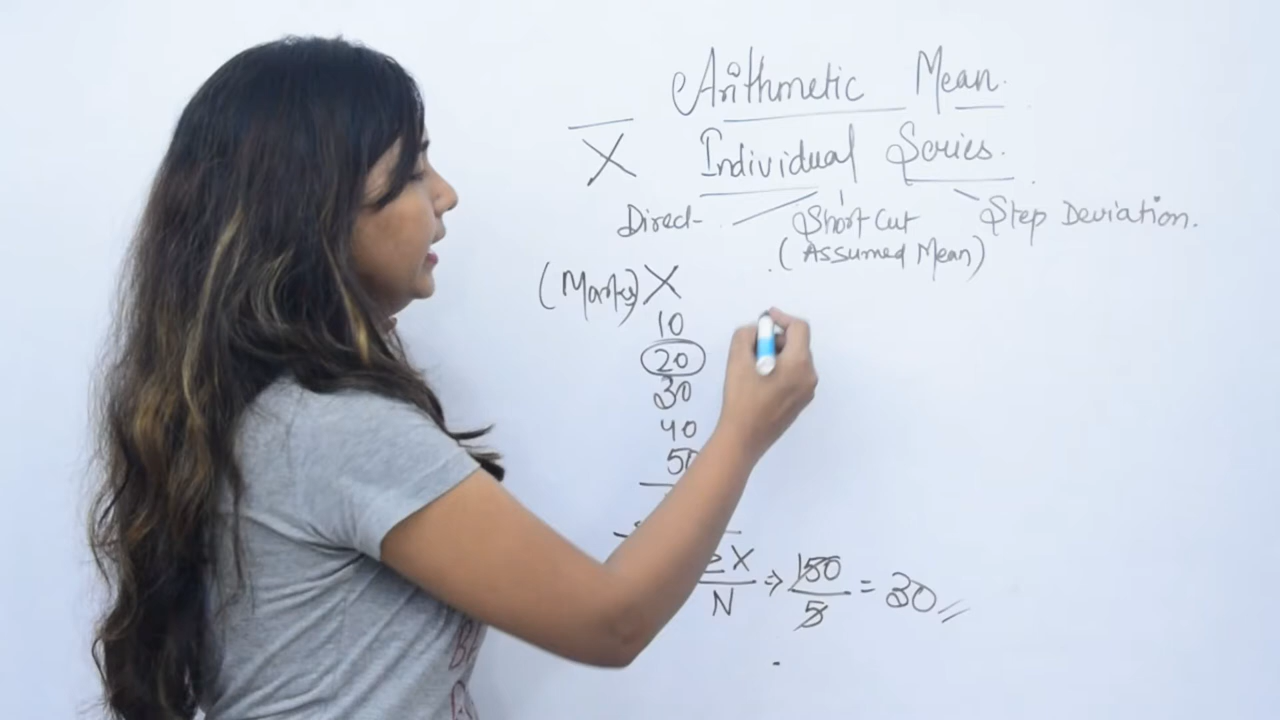 Arithmetic Mean.
X Individual Series.
Direct Short Cut Step Deviation.
(Assumed Mean)
(Marks) X
10
20
30
40
50
ΣX/N ⇒ 150/5 = 30